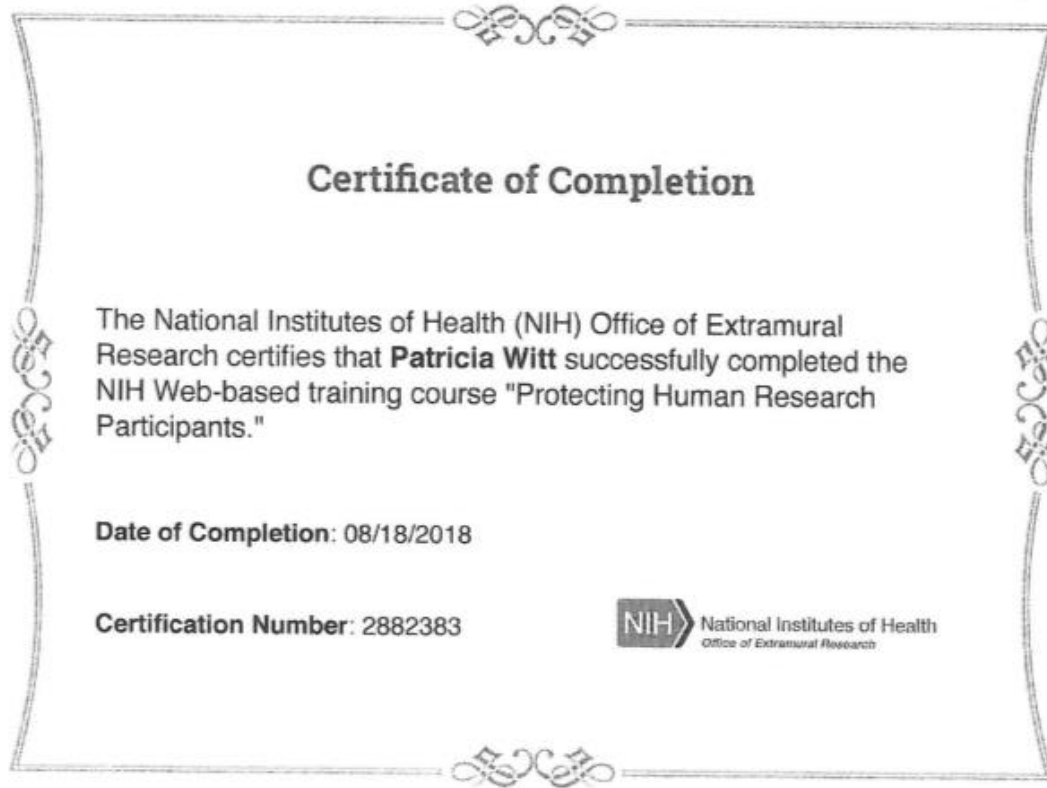 Certificate of Completion
The National Institutes of Health (NIH) Office of Extramural
Research certifies that Patricia Witt successfully completed the
NIH Web-based training course "Protecting Human Research
Participants."
Date of Completion: 08/18/2018
Certification Number: 2882383
NIH National Institutes of Health
Office of Extramural Research